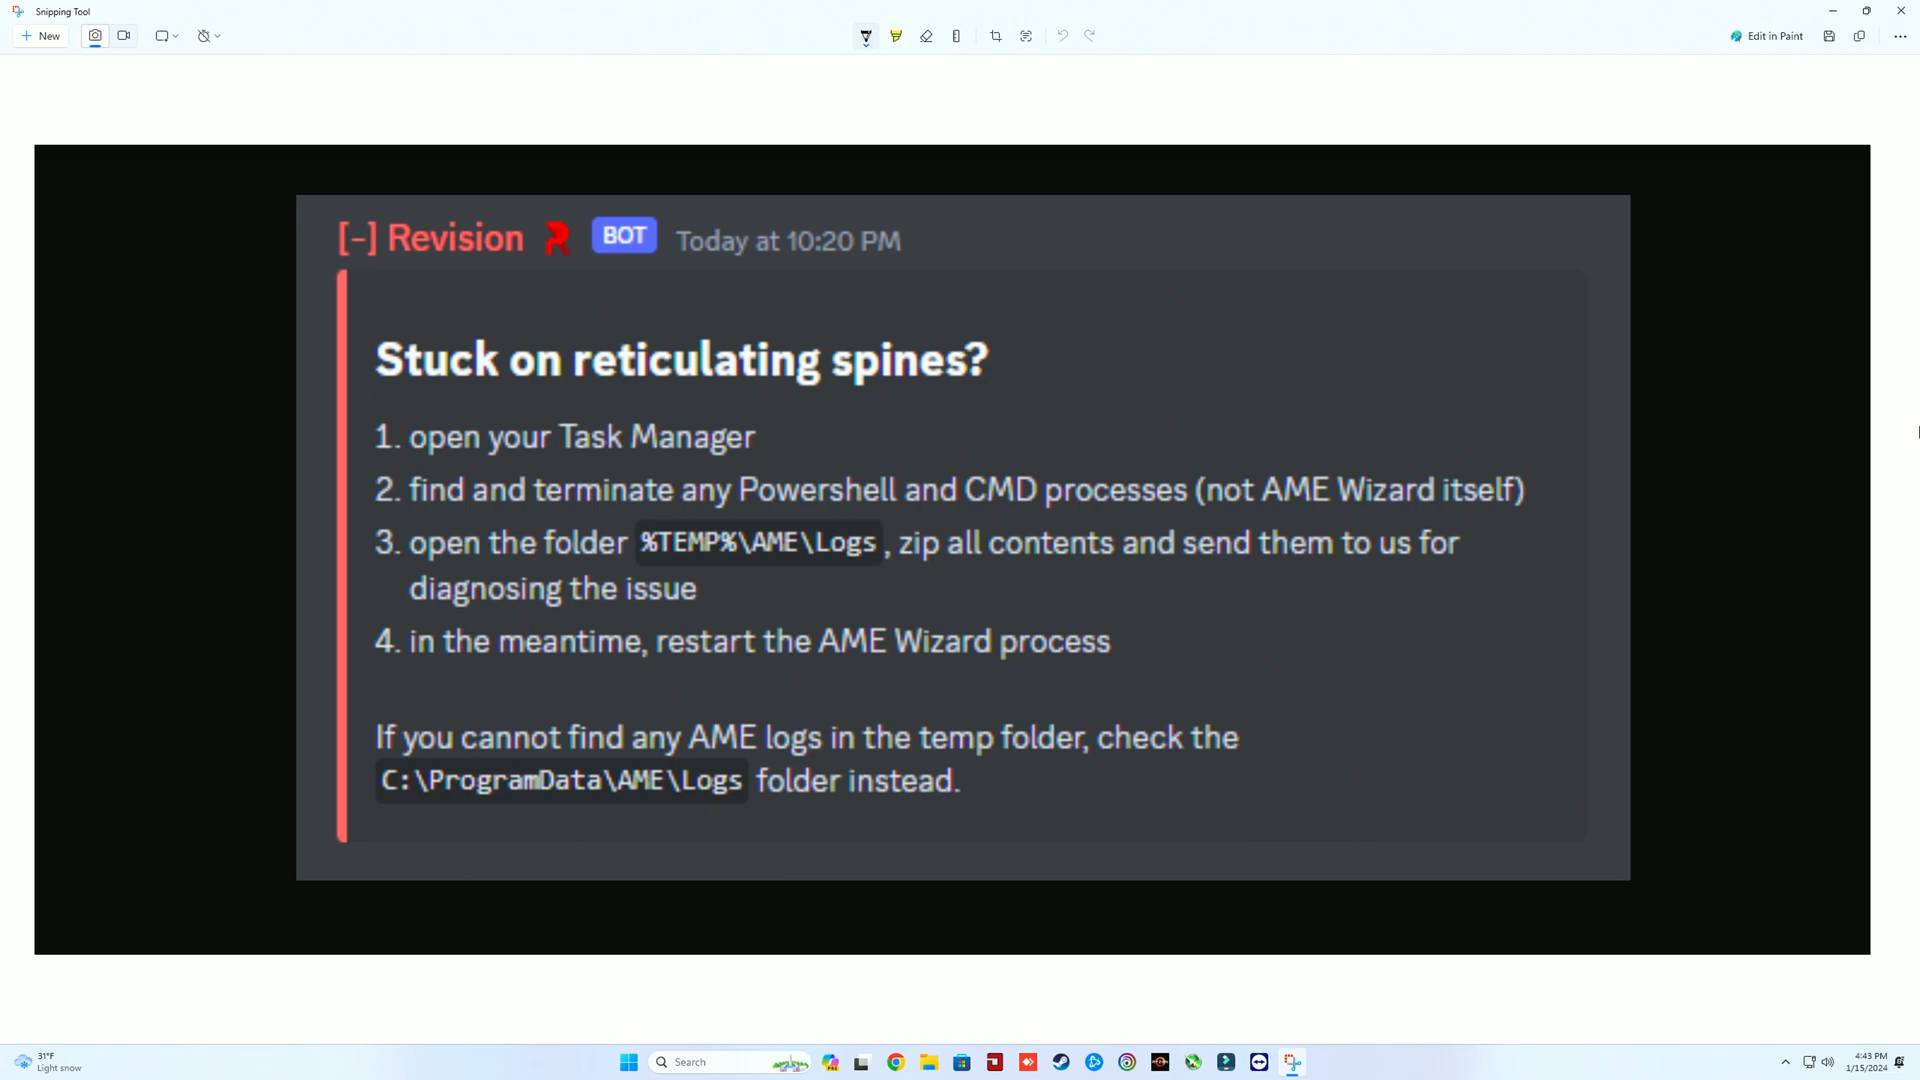 Snipping Tool
New
Edit in Paint
[-] Revision BOT Today at 10:20 PM
Stuck on reticulating spines?
1. open your Task Manager
2. find and terminate any Powershell and CMD processes (not AME Wizard itself)
3. open the folder %TEMP%\AME\Logs, zip all contents and send them to us for
diagnosing the issue
4. in the meantime, restart the AME Wizard process
If you cannot find any AME logs in the temp folder, check the
C:\ProgramData\AME\Logs folder instead.
31°F
Light snow
Search
PRE
4:43 PM
1/15/2024